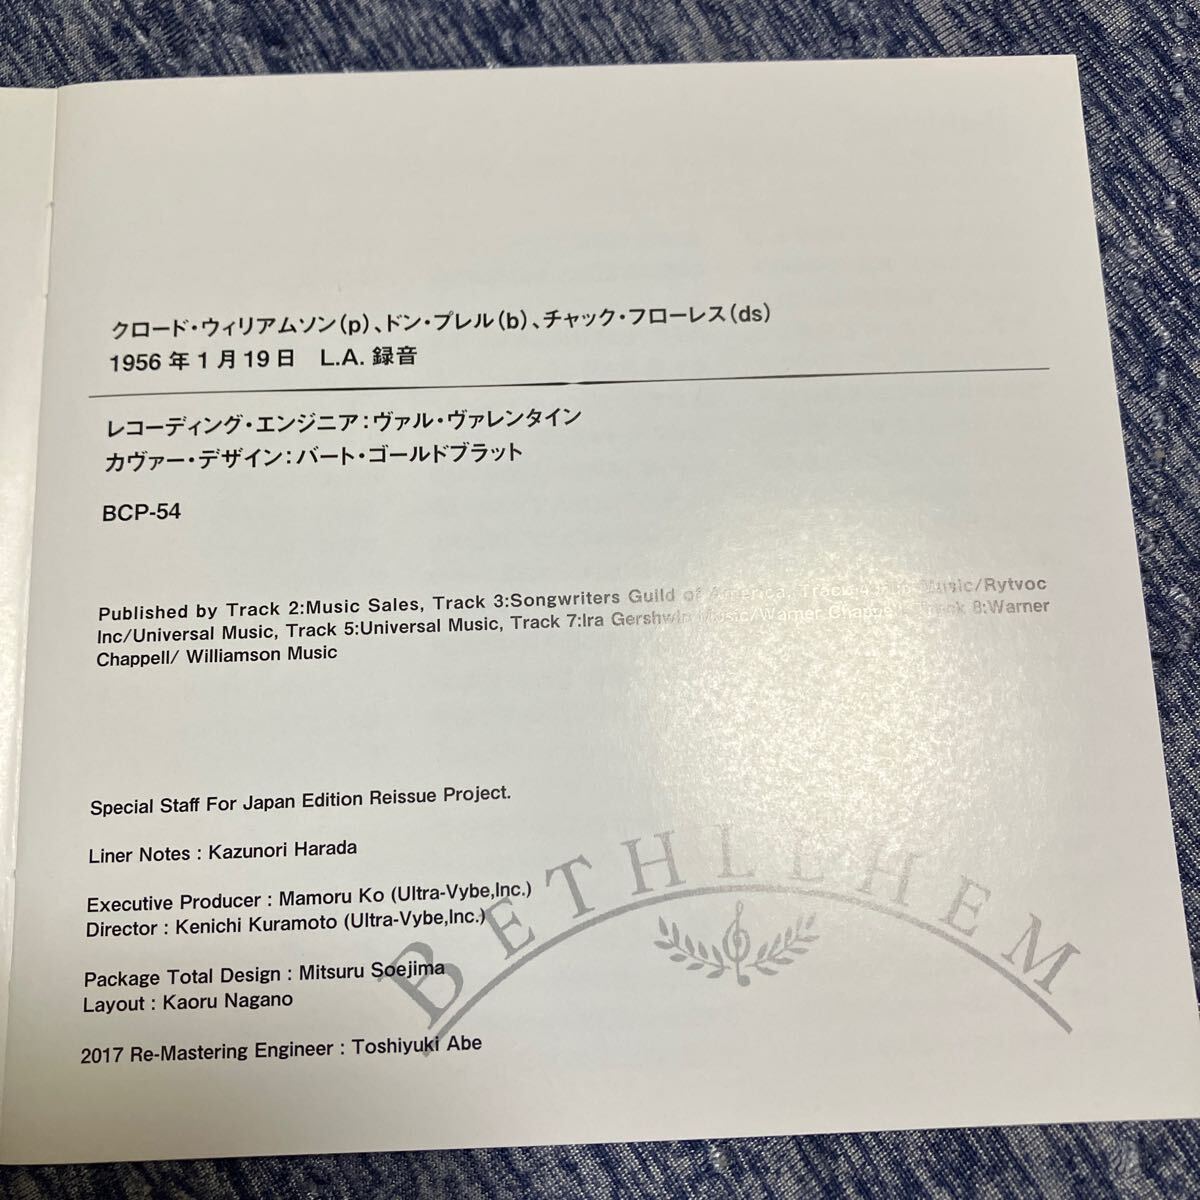 クロード・ウィリアムソン(p)、ドン・プレル(b)、チャック・フローレス(ds)
1956年1月19日 L.A. 録音
レコーディング・エンジニア:ヴァル・ヴァレンタイン
カヴァー・デザイン:バート・ゴールドブラット
BCP-54
Published by Track 2:Music Sales, Track 3:Songwriters Guild of America, Track 4: Music/Rytvoc
Inc/Universal Music, Track 5:Universal Music, Track 7:Ira Gershwin Music/Warner Chappell, Track 8:Warner
Chappell/ Williamson Music
Special Staff For Japan Edition Reissue Project.
Liner Notes : Kazunori Harada
Executive Producer : Mamoru Ko (Ultra-Vybe,Inc.)
Director : Kenichi Kuramoto (Ultra-Vybe,Inc.)
Package Total Design : Mitsuru Soejima
Layout : Kaoru Nagano
2017 Re-Mastering Engineer : Toshiyuki Abe
BETHLEHEM